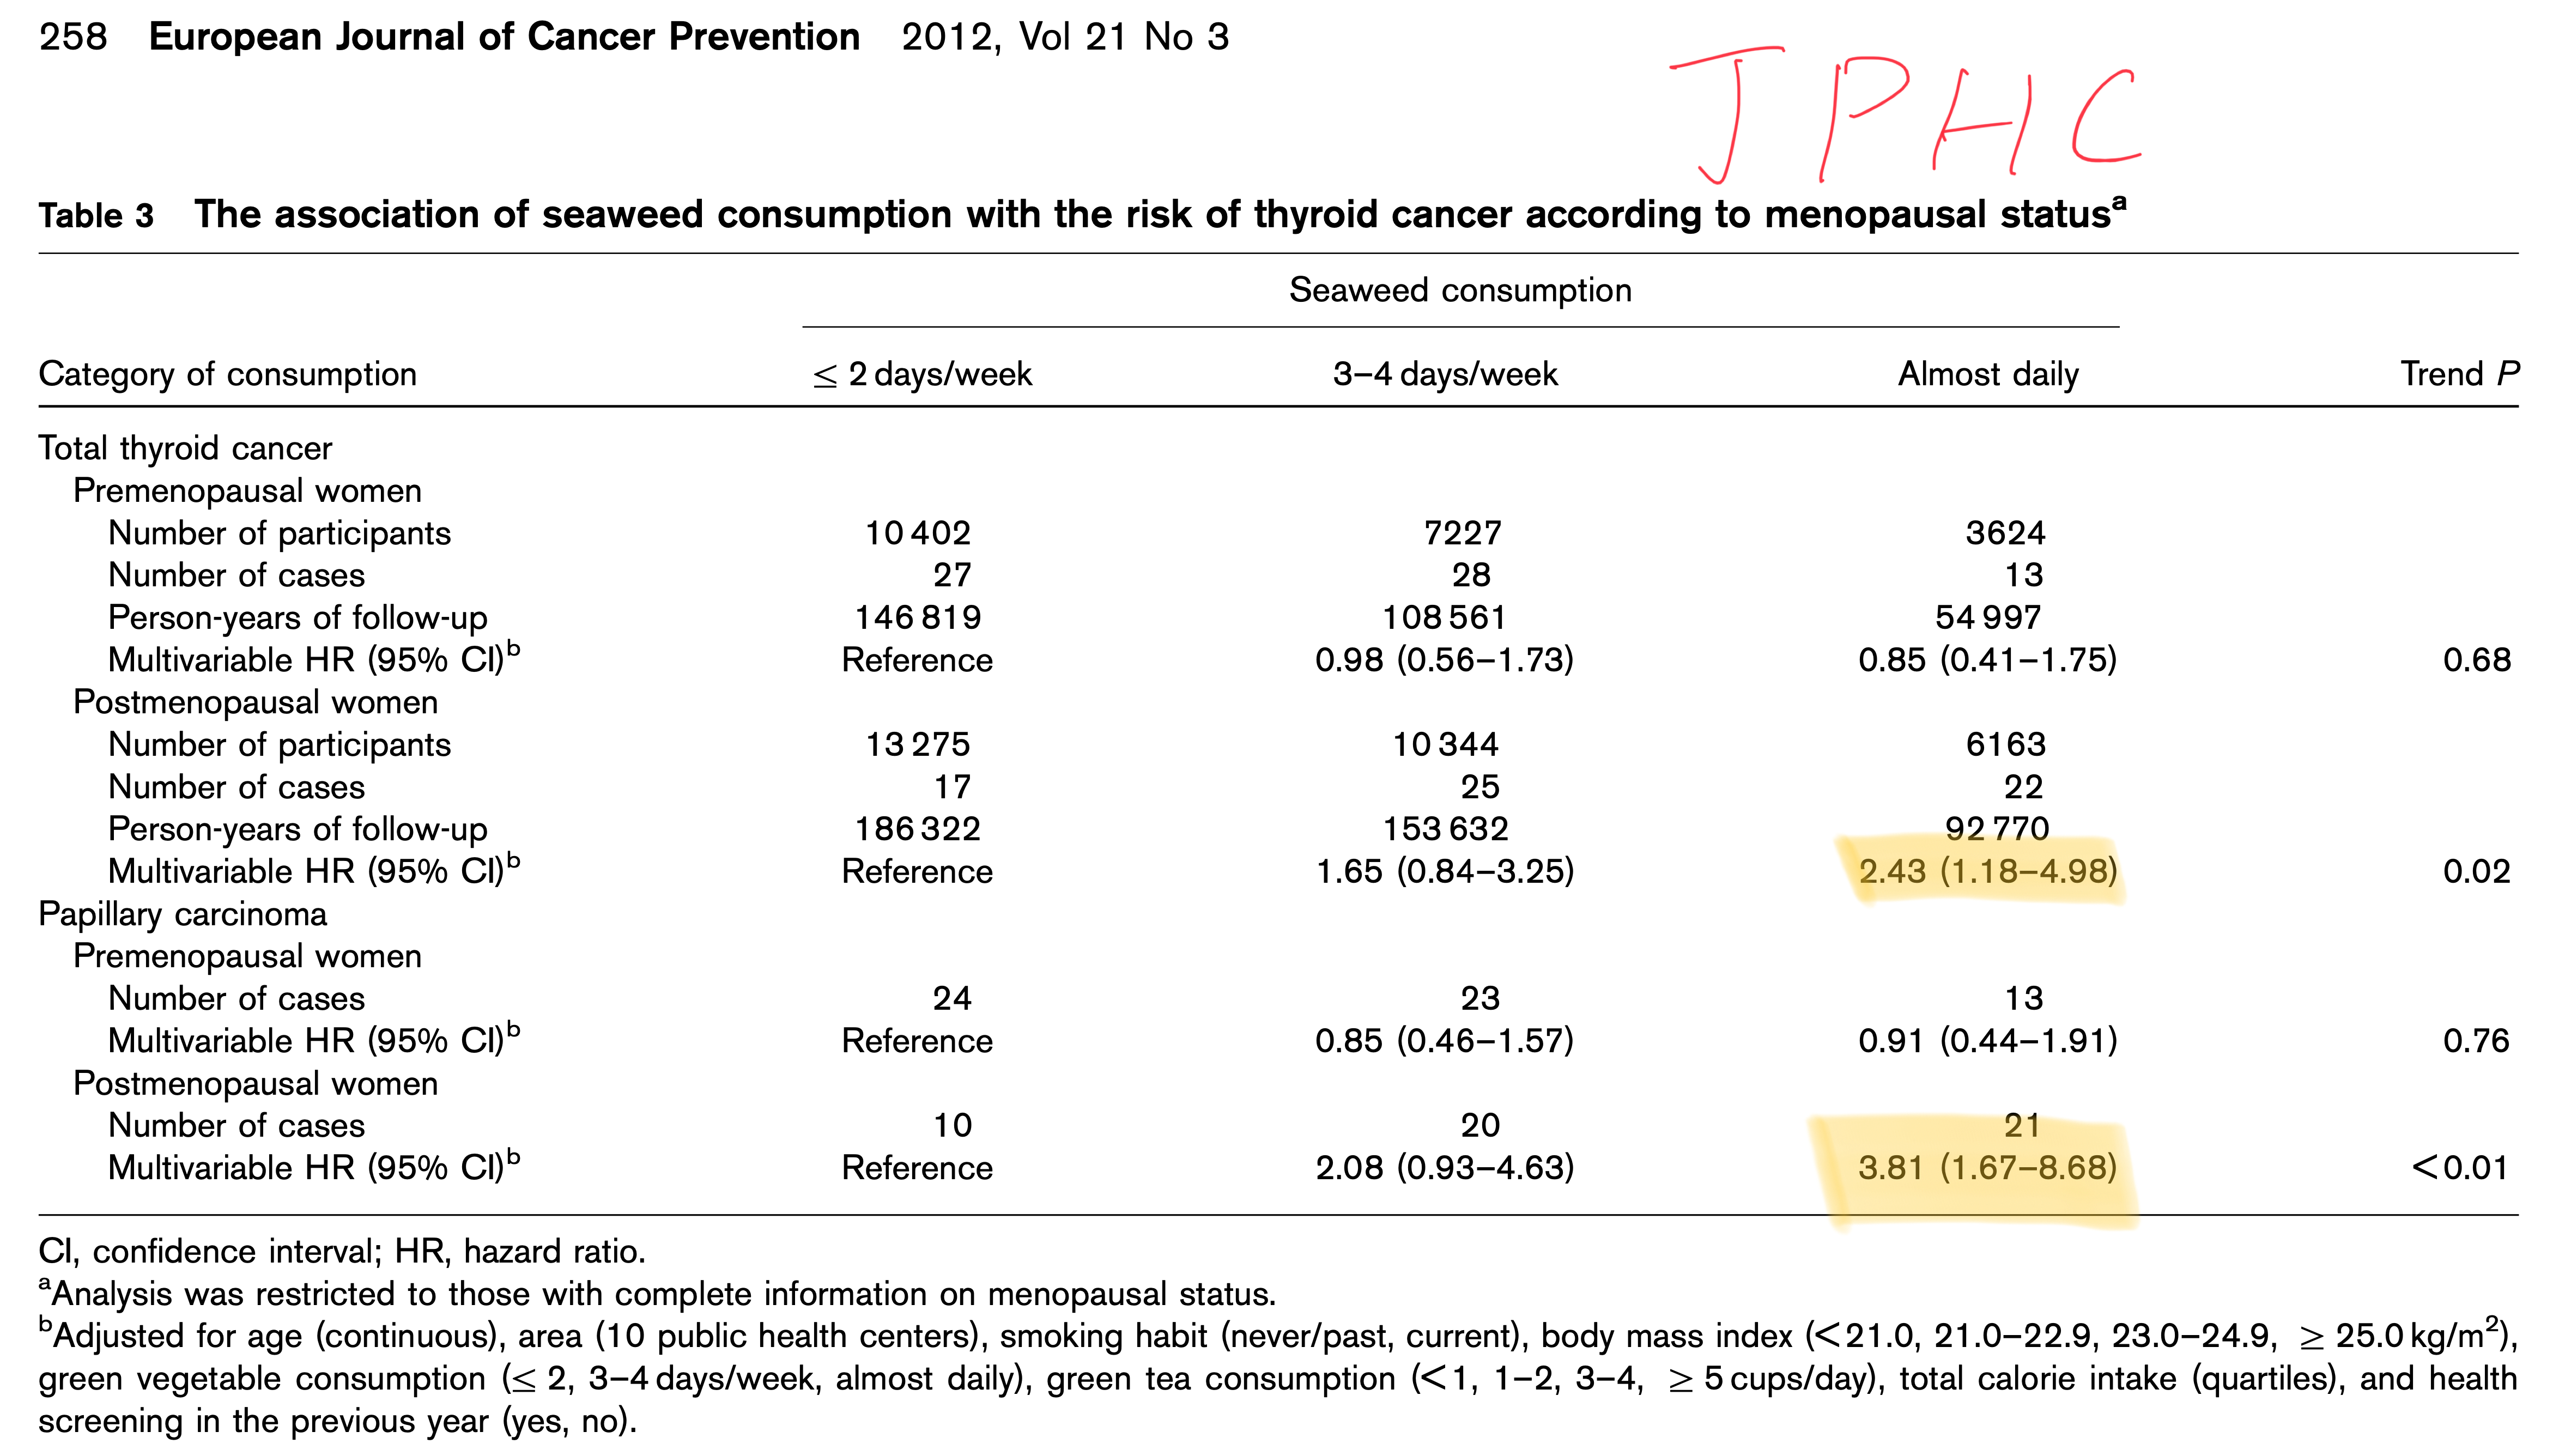 258 European Journal of Cancer Prevention 2012, Vol 21 No 3
JPHC
Table 3 The association of seaweed consumption with the risk of thyroid cancer according to menopausal statusᵃ
Seaweed consumption
Category of consumption ≤ 2 days/week 3–4 days/week Almost daily Trend P
Total thyroid cancer
Premenopausal women
Number of participants 10 402 7227 3624
Number of cases 27 28 13
Person-years of follow-up 146 819 108 561 54 997
Multivariable HR (95% CI)ᵇ Reference 0.98 (0.56–1.73) 0.85 (0.41–1.75) 0.68
Postmenopausal women
Number of participants 13 275 10 344 6163
Number of cases 17 25 22
Person-years of follow-up 186 322 153 632 92 770
Multivariable HR (95% CI)ᵇ Reference 1.65 (0.84–3.25) 2.43 (1.18–4.98) 0.02
Papillary carcinoma
Premenopausal women
Number of cases 24 23 13
Multivariable HR (95% CI)ᵇ Reference 0.85 (0.46–1.57) 0.91 (0.44–1.91) 0.76
Postmenopausal women
Number of cases 10 20 21
Multivariable HR (95% CI)ᵇ Reference 2.08 (0.93–4.63) 3.81 (1.67–8.68) <0.01
CI, confidence interval; HR, hazard ratio.
ᵃAnalysis was restricted to those with complete information on menopausal status.
ᵇAdjusted for age (continuous), area (10 public health centers), smoking habit (never/past, current), body mass index (<21.0, 21.0–22.9, 23.0–24.9, ≥ 25.0 kg/m²),
green vegetable consumption (≤ 2, 3–4 days/week, almost daily), green tea consumption (<1, 1–2, 3–4, ≥ 5 cups/day), total calorie intake (quartiles), and health
screening in the previous year (yes, no).